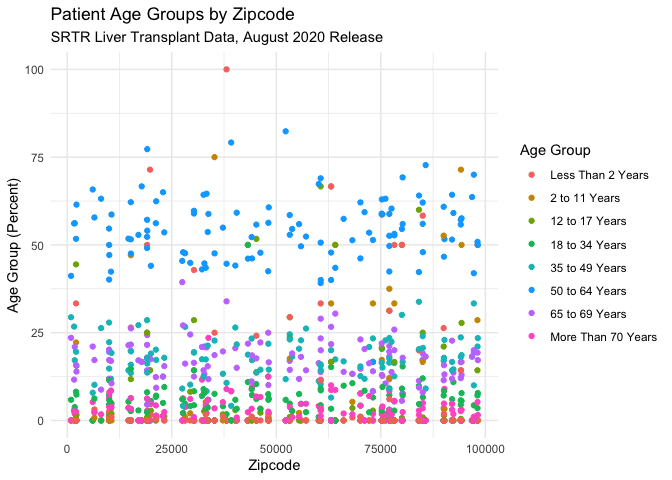 Patient Age Groups by Zipcode
SRTR Liver Transplant Data, August 2020 Release
100
75
50
25
0
Age Group (Percent)
0
25000
50000
75000
100000
Zipcode
Age Group
Less Than 2 Years
2 to 11 Years
12 to 17 Years
18 to 34 Years
35 to 49 Years
50 to 64 Years
65 to 69 Years
More Than 70 Years